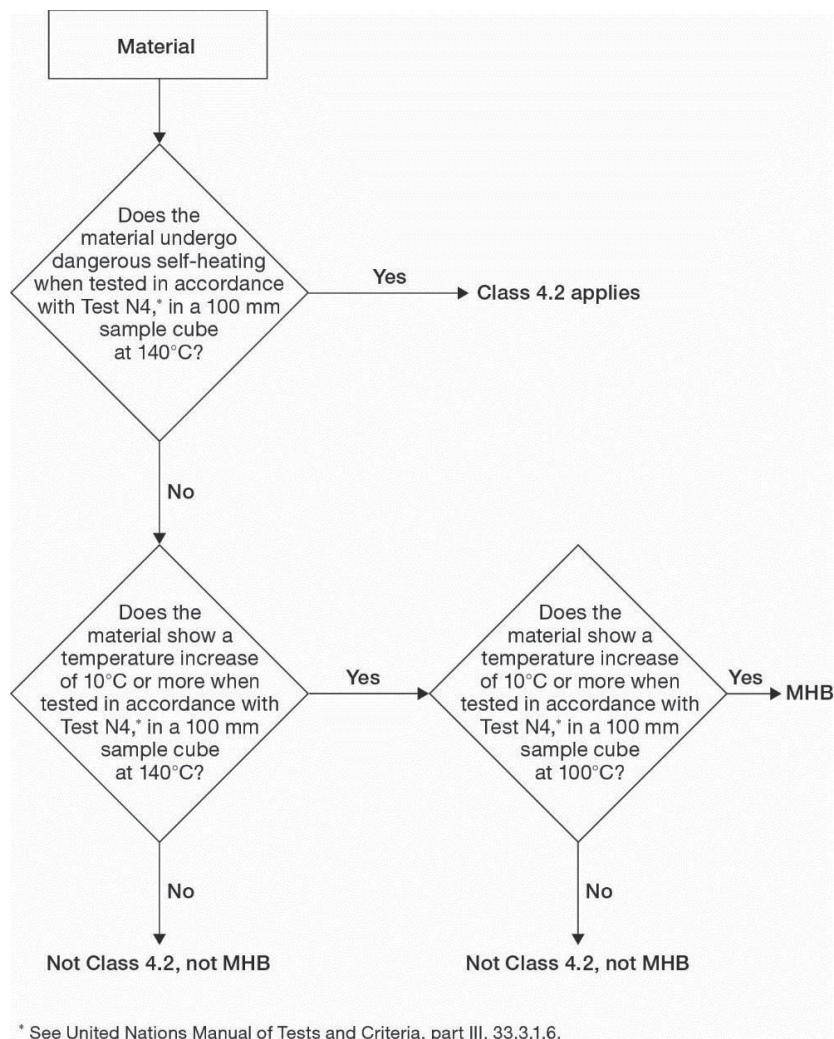 Material
Does the
material undergo
dangerous self-heating
when tested in accordance
with Test N4,* in a 100 mm
sample cube
at 140°C?
Yes
Class 4.2 applies
No
Does the
material show a
temperature increase
of 10°C or more when
tested in accordance with
Test N4,* in a 100 mm
sample cube
at 140°C?
Yes
Does the
material show a
temperature increase
of 10°C or more when
tested in accordance with
Test N4,* in a 100 mm
sample cube
at 100°C?
Yes
MHB
No
Not Class 4.2, not MHB
No
Not Class 4.2, not MHB
* See United Nations Manual of Tests and Criteria, part III, 33.3.1.6.